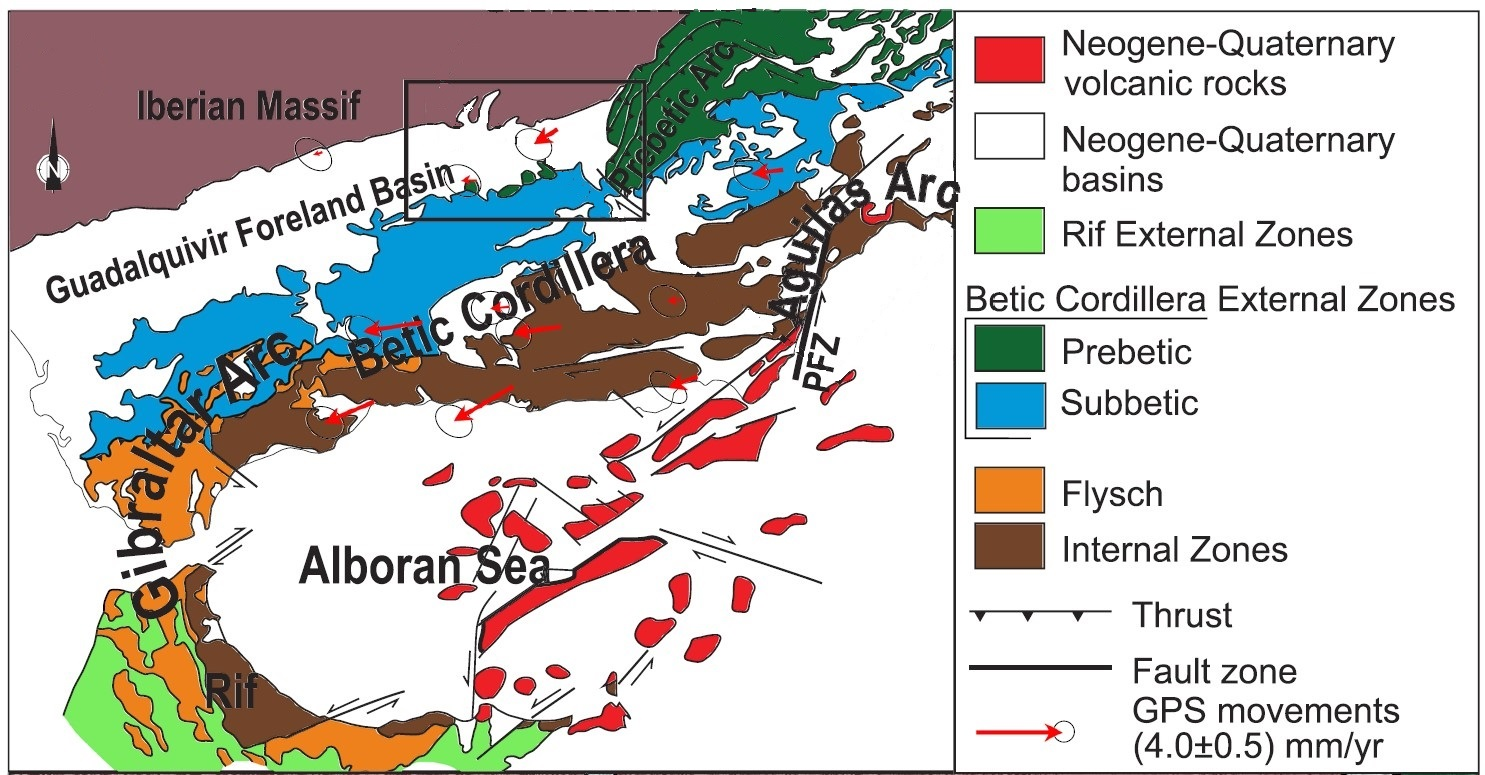 Iberian Massif
N
Guadalquivir Foreland Basin
Prebetic Arc
Aguilas Arc
Betic Cordillera
Gibraltar Arc
PFZ
Alboran Sea
Rif
Neogene-Quaternary
volcanic rocks
Neogene-Quaternary
basins
Rif External Zones
Betic Cordillera External Zones
Prebetic
Subbetic
Flysch
Internal Zones
Thrust
Fault zone
GPS movements
(4.0±0.5) mm/yr